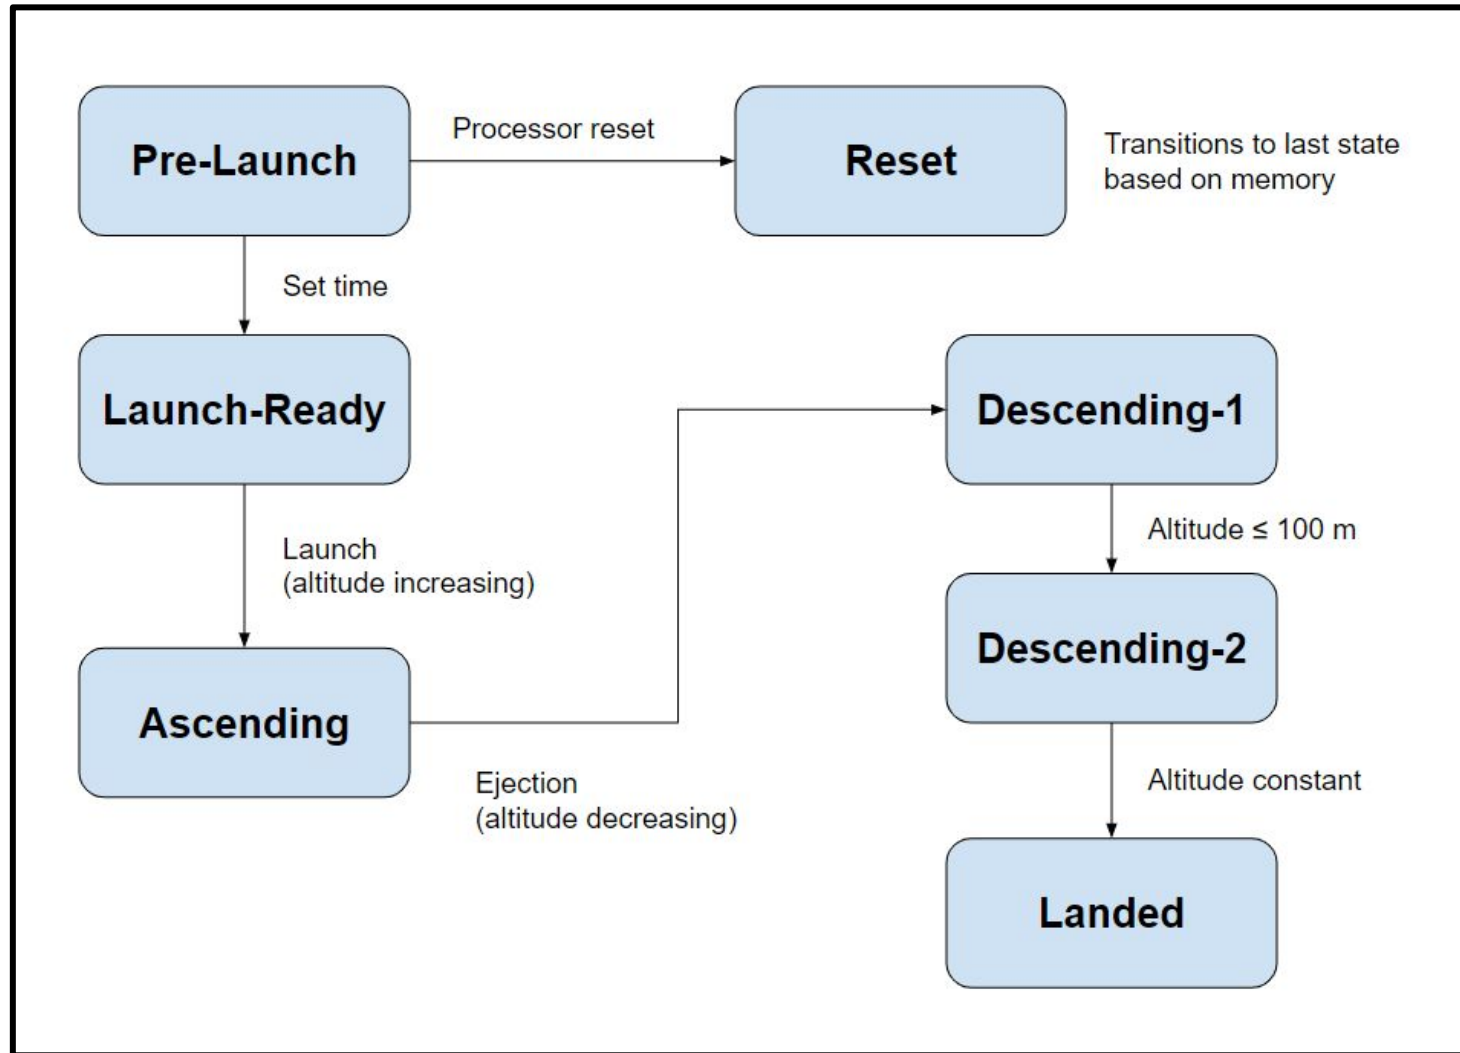 Pre-Launch
Processor reset
Reset
Transitions to last state
based on memory
Set time
Launch-Ready
Launch
(altitude increasing)
Ascending
Ejection
(altitude decreasing)
Descending-1
Altitude ≤ 100 m
Descending-2
Altitude constant
Landed